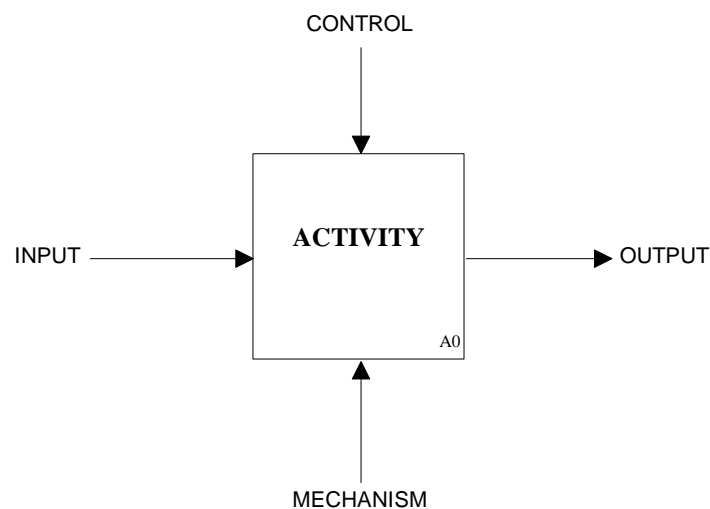 CONTROL
ACTIVITY
INPUT
OUTPUT
A0
MECHANISM